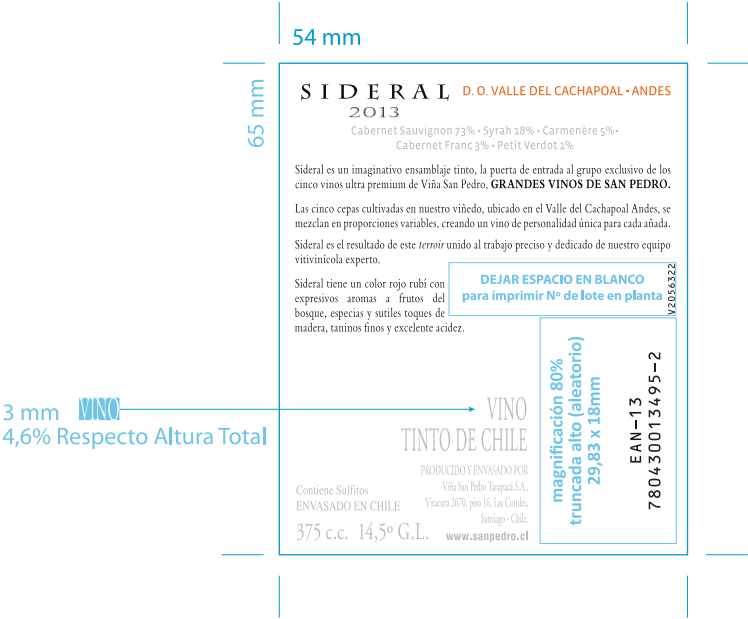 54 mm
65 mm
SIDERAL D. O. VALLE DEL CACHAPOAL - ANDES
2013
Cabernet Sauvignon 73% • Syrah 18% • Carmenère 5% •
Cabernet Franc 3% • Petit Verdot 1%
Sideral es un imaginativo ensamblaje tinto, la puerta de entrada al grupo exclusivo de los
cinco vinos ultra premium de Viña San Pedro, GRANDES VINOS DE SAN PEDRO.
Las cinco cepas cultivadas en nuestro viñedo, ubicado en el Valle del Cachapoal Andes, se
mezclan en proporciones variables, creando un vino de personalidad única para cada añada.
Sideral es el resultado de este terroir unido al trabajo preciso y dedicado de nuestro equipo
vitivinícola experto.
Sideral tiene un color rojo rubí con
expresivos aromas a frutos del
bosque, especias y sutiles toques de
madera, taninos finos y excelente acidez.
DEJAR ESPACIO EN BLANCO
para imprimir Nº de lote en planta
V2056322
3 mm VINO
4,6% Respecto Altura Total
VINO
TINTO DE CHILE
PRODUCIDO Y ENVASADO POR
Viña San Pedro Tarapacá S.A.,
Vitacura 2670, piso 16, Las Condes,
Santiago - Chile.
www.sanpedro.cl
Contiene Sulfitos
ENVASADO EN CHILE
375 c.c. 14,5º G.L.
magnificación 80%
truncada alto (aleatorio)
29,83 x 18mm
EAN-13
780430013495-2